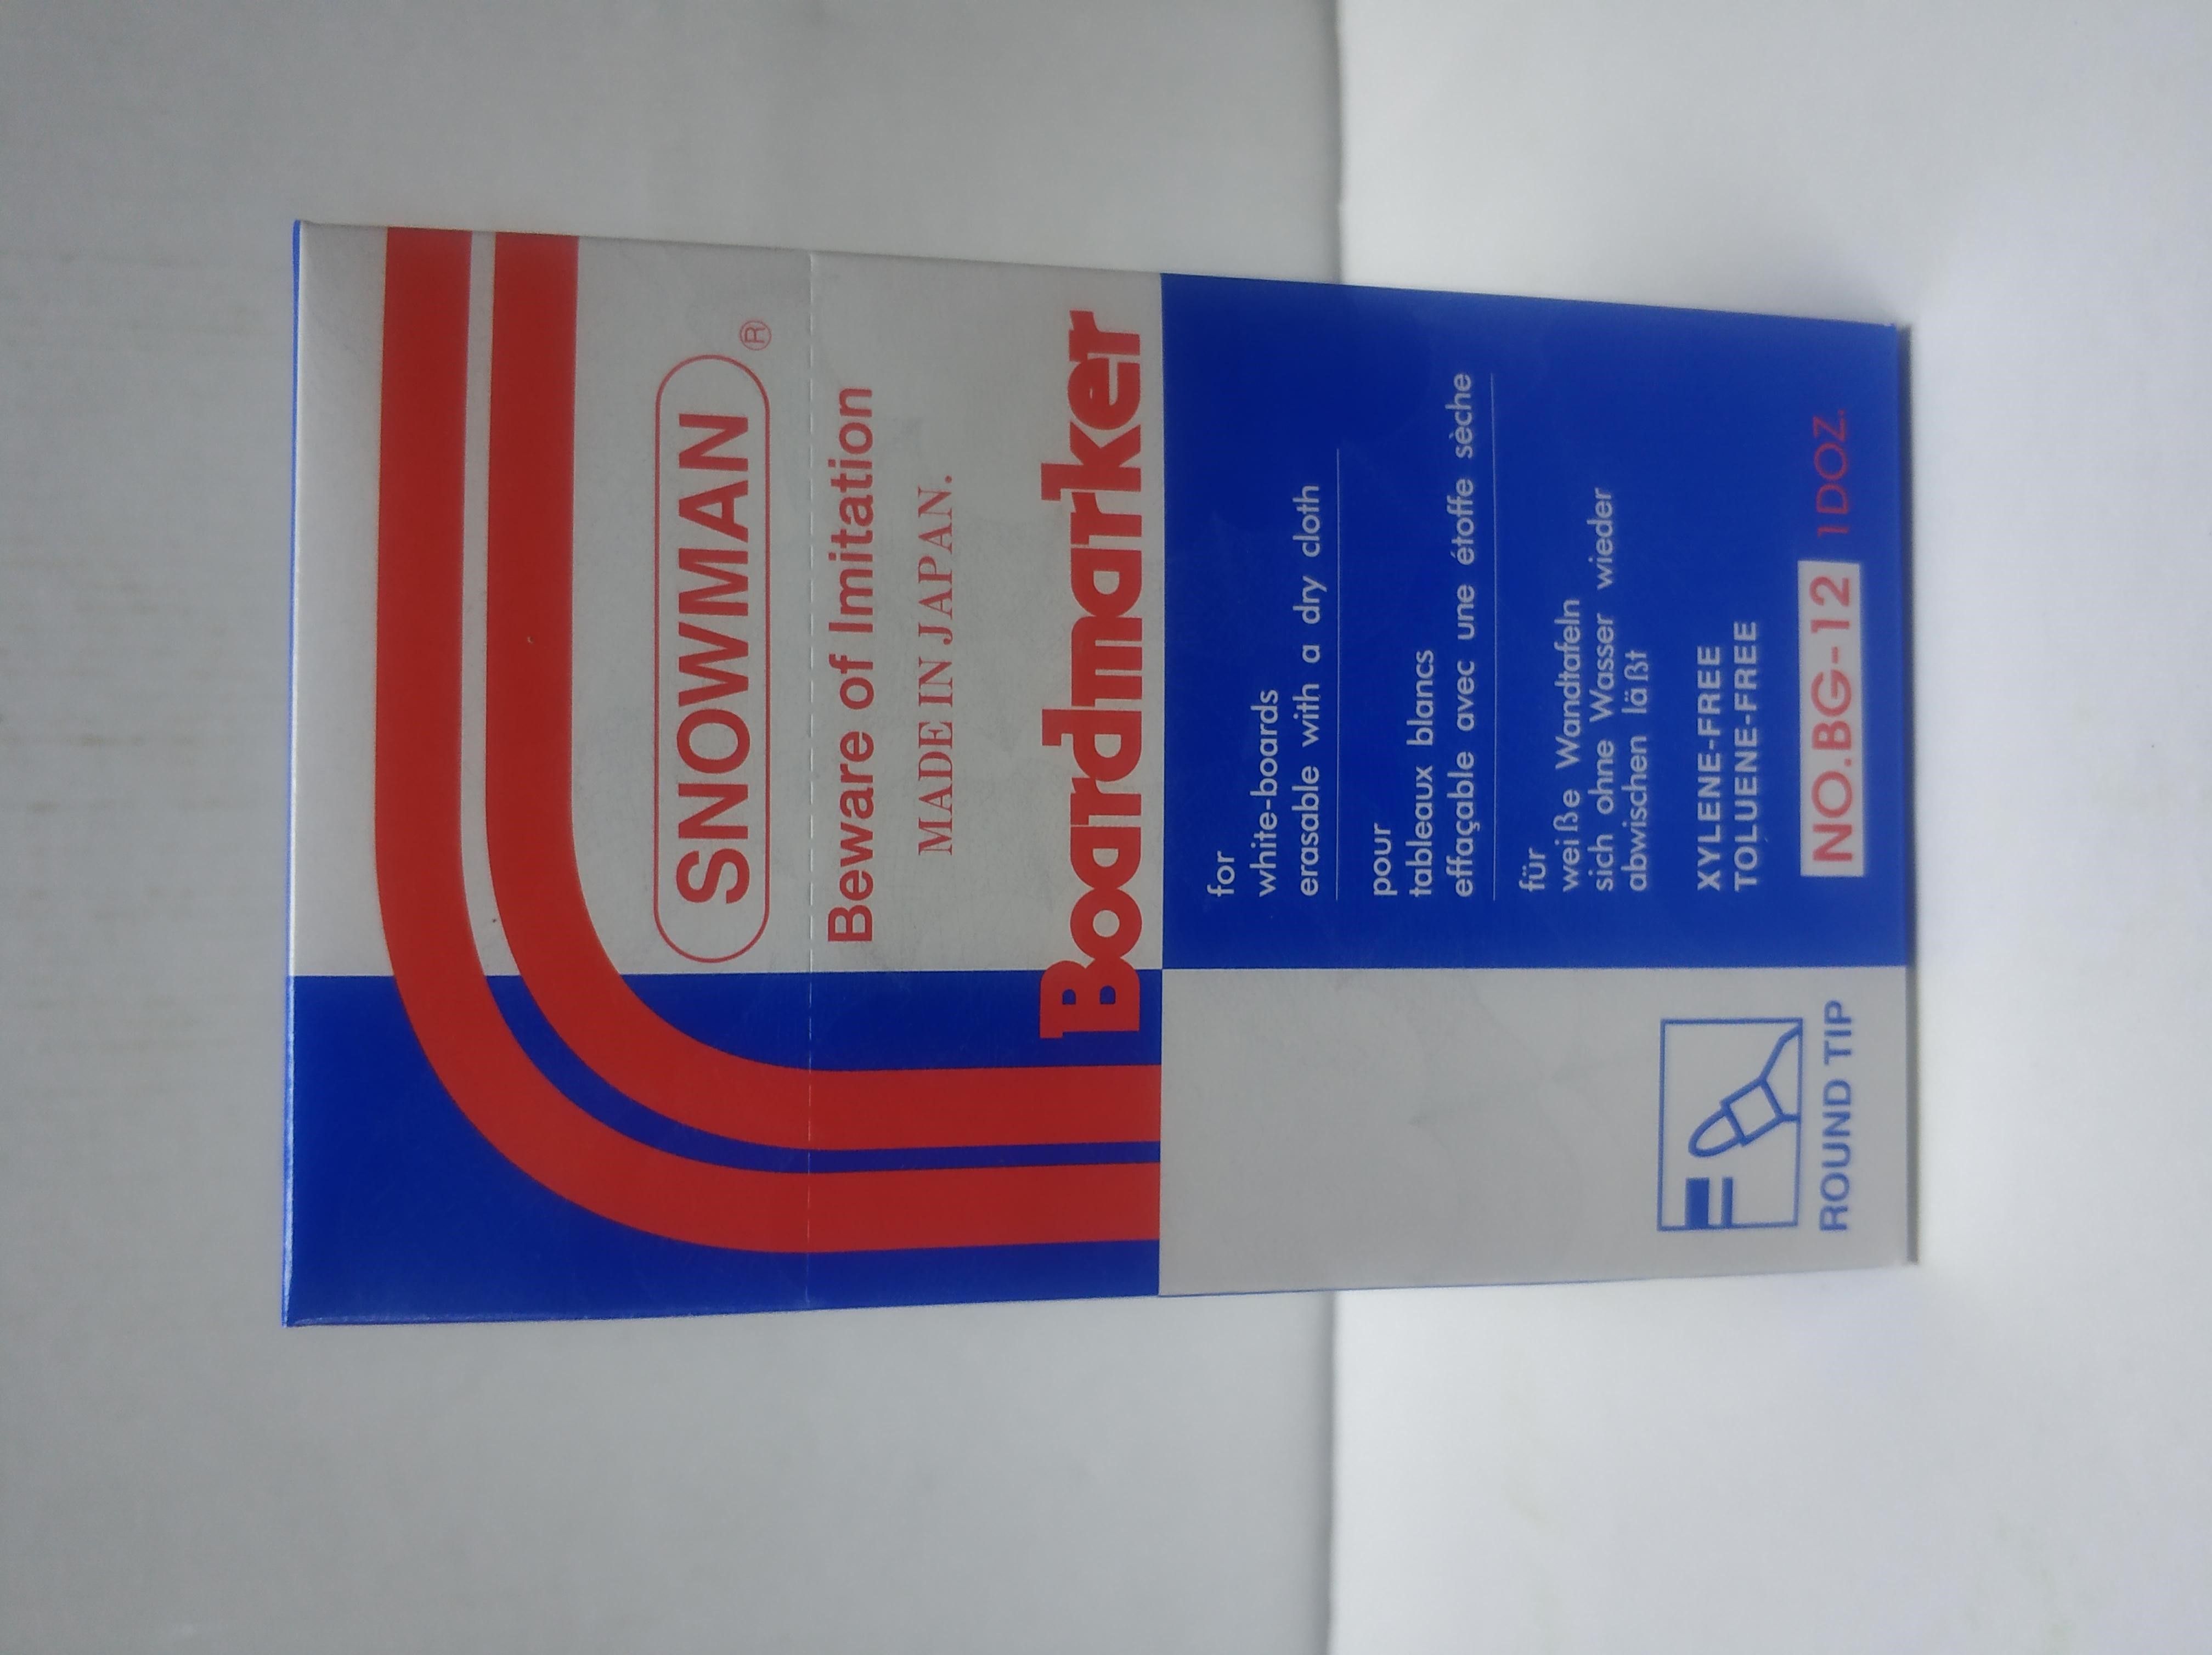 SNOWMAN ®
Beware of Imitation
MADE IN JAPAN.
Boardmarker
for
white-boards
erasable with a dry cloth
pour
tableaux blancs
effaçable avec une étoffe sèche
für
weiße Wandtafeln
sich ohne Wasser wieder
abwischen läßt
XYLENE-FREE
TOLUENE-FREE
NO.BG-12 1DOZ.
ROUND TIP